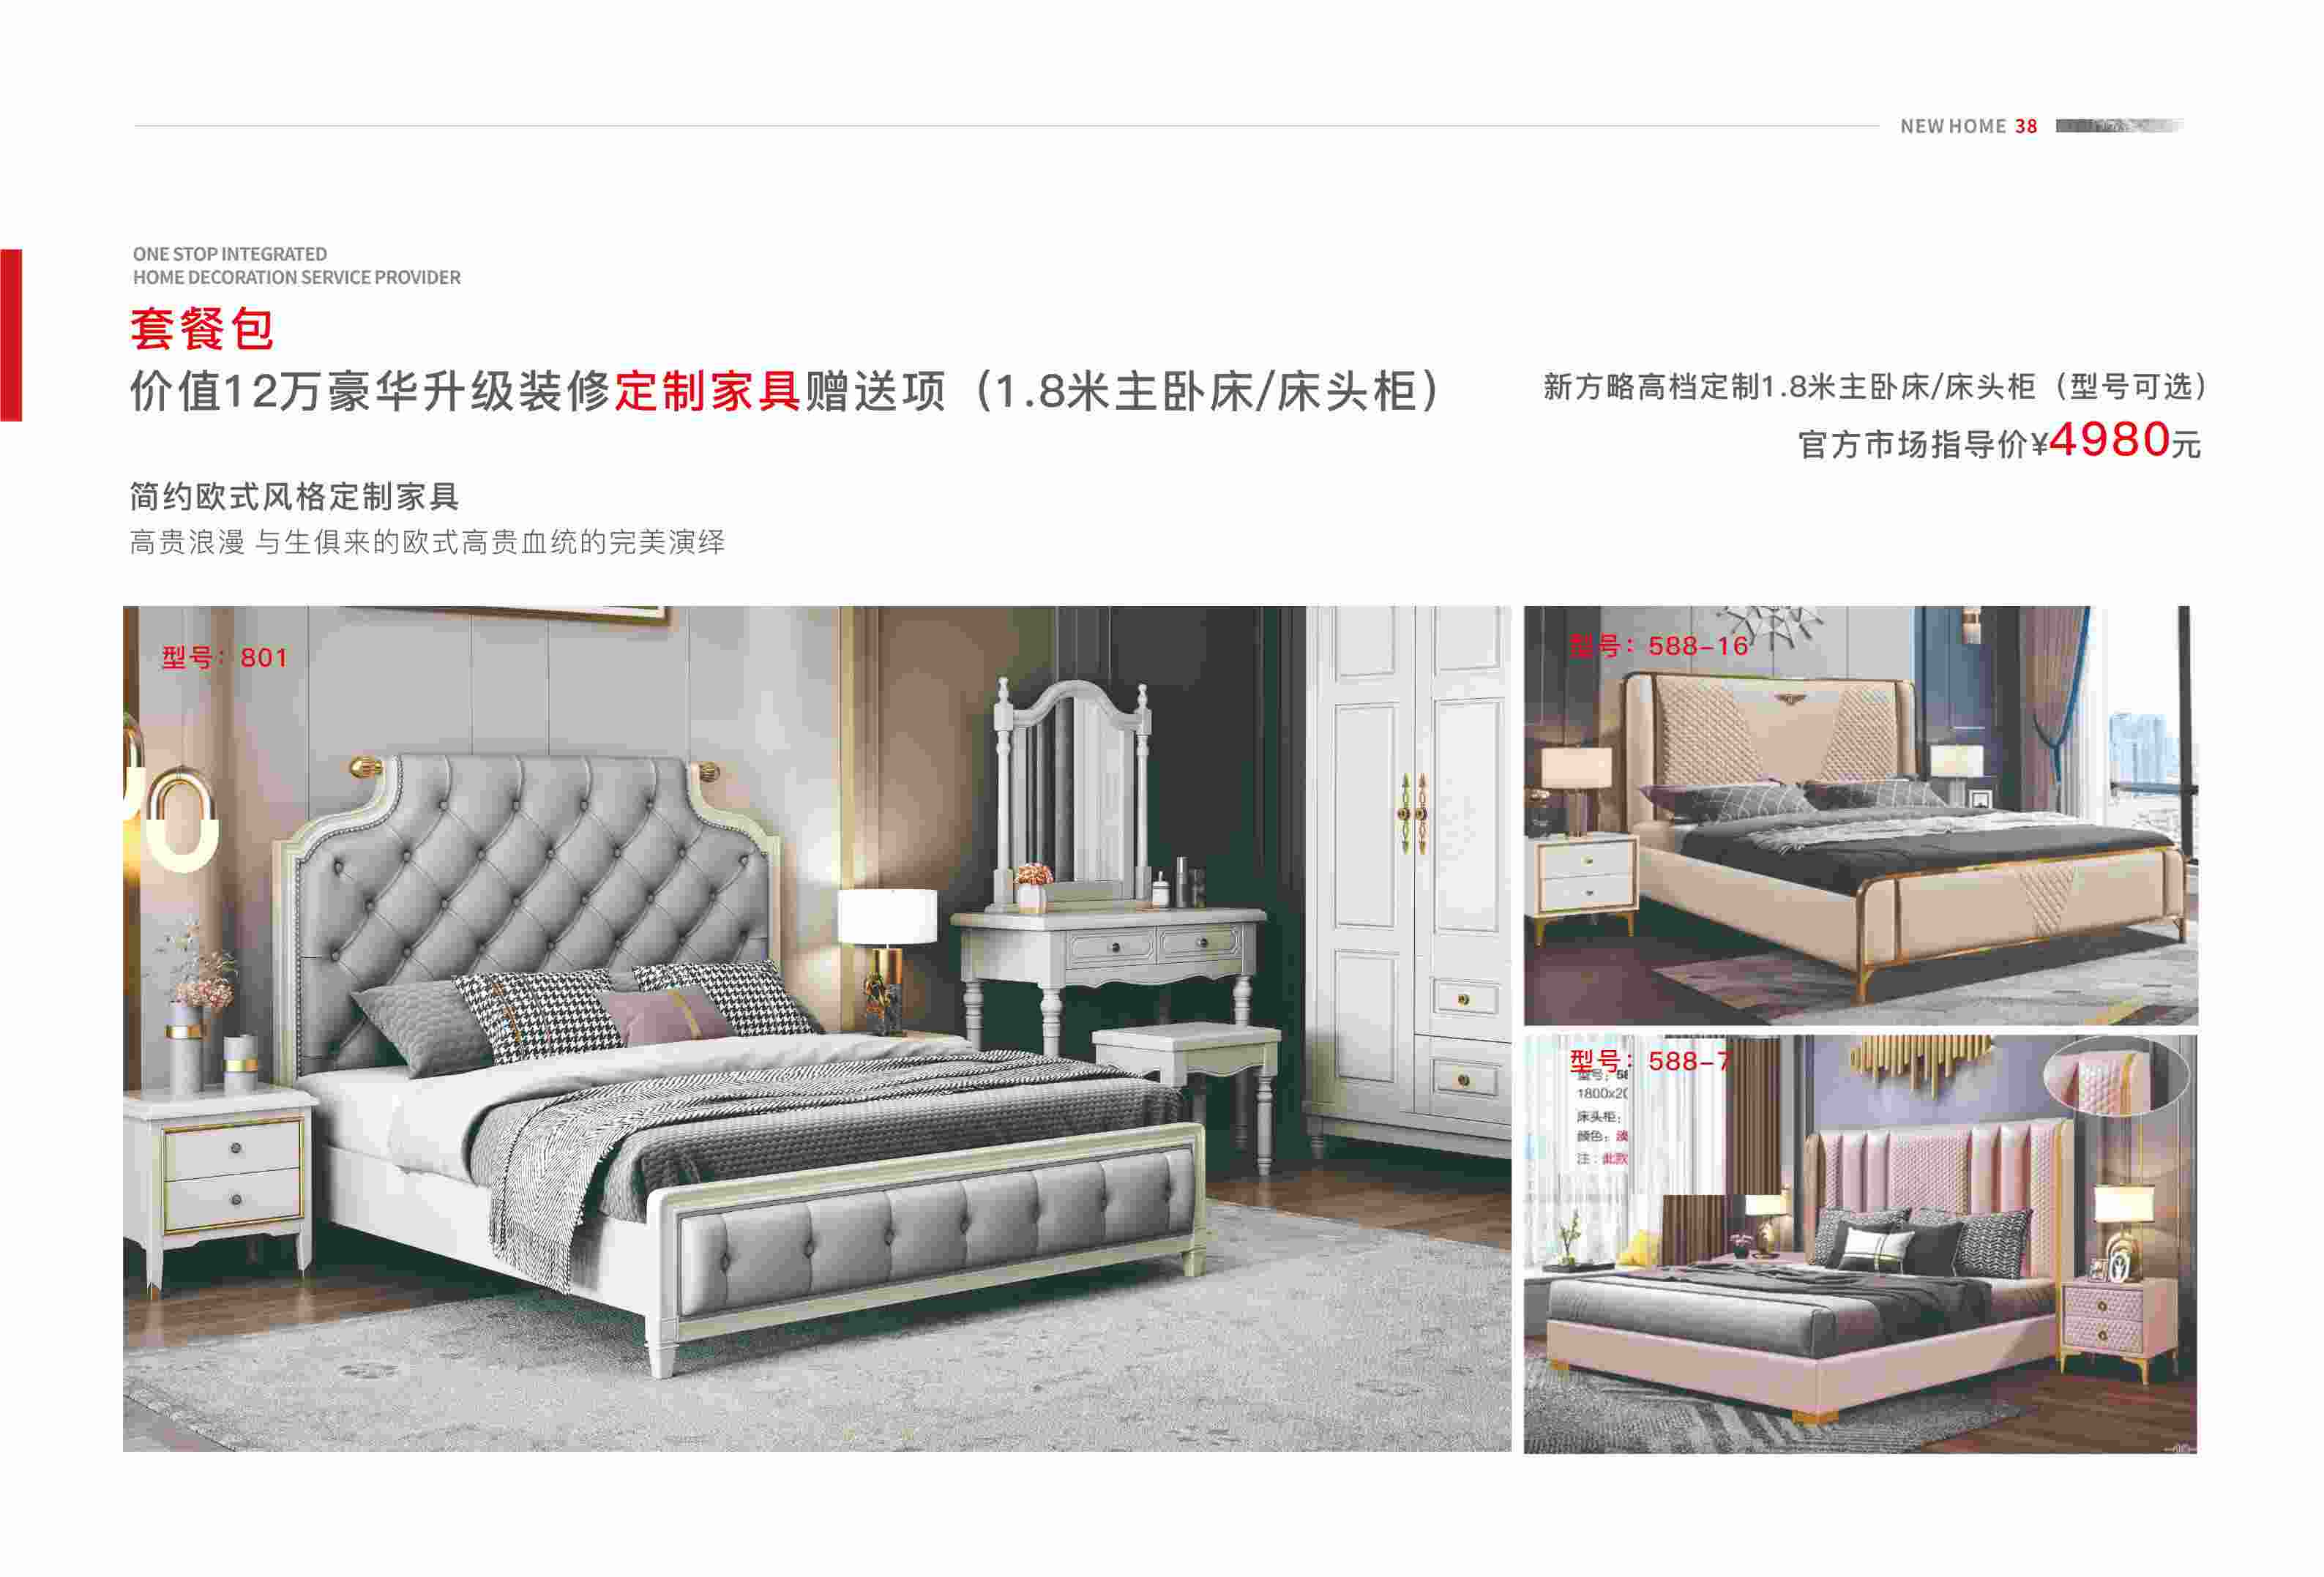 NEW HOME 38
ONE STOP INTEGRATED
HOME DECORATION SERVICE PROVIDER
套餐包
价值12万豪华升级装修定制家具赠送项（1.8米主卧床/床头柜）
新方略高档定制1.8米主卧床/床头柜（型号可选）
官方市场指导价¥4980元
简约欧式风格定制家具
高贵浪漫 与生俱来的欧式高贵血统的完美演绎
型号：801
型号：588-16
型号：588-7
型号：58
1800x20
床头柜：
颜色：淡
注：此款